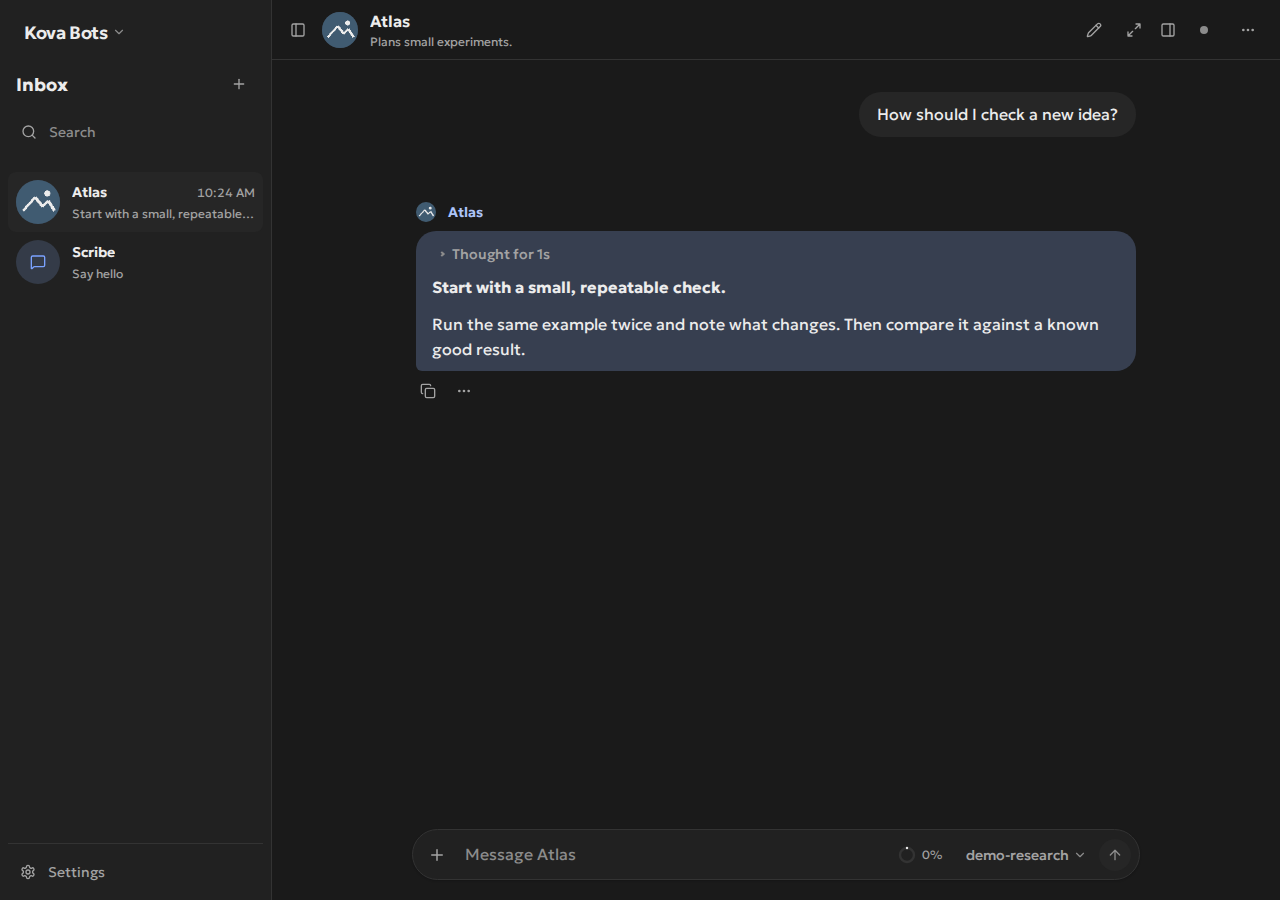 Kova Bots
Inbox
Search
Atlas 10:24 AM
Start with a small, repeatable...
Scribe
Say hello
Settings
Atlas
Plans small experiments.
How should I check a new idea?
Atlas
Thought for 1s
Start with a small, repeatable check.
Run the same example twice and note what changes. Then compare it against a known
good result.
Message Atlas 0% demo-research